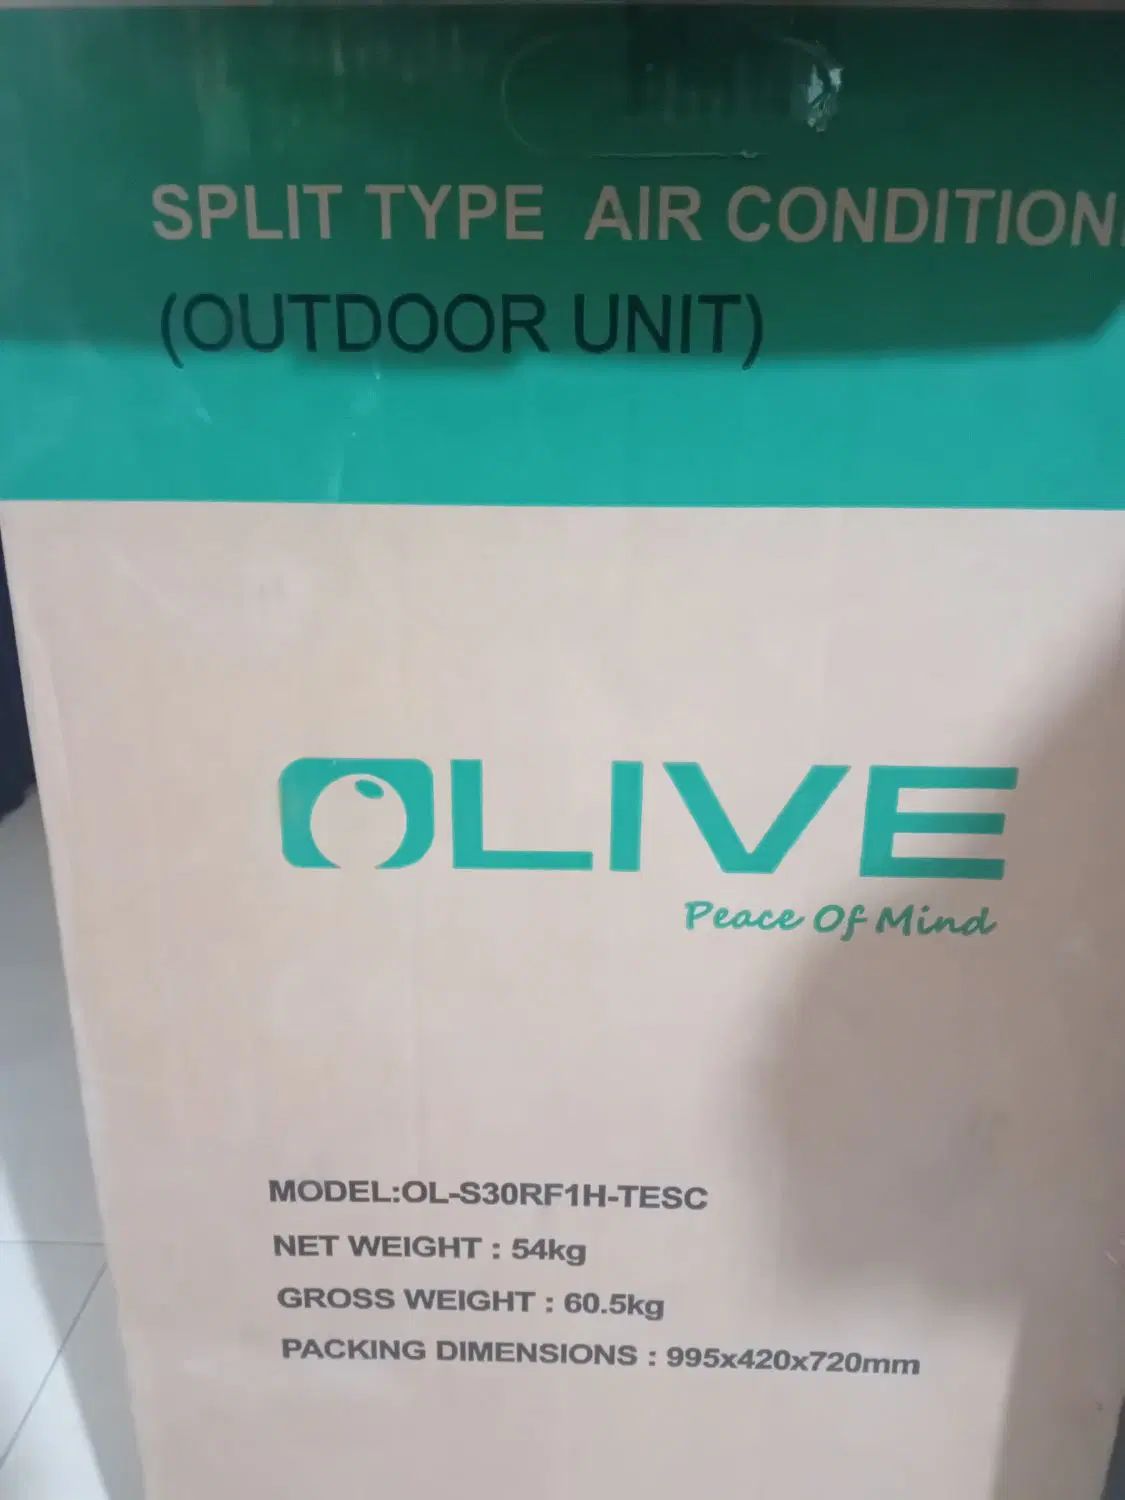 SPLIT TYPE AIR CONDITION
(OUTDOOR UNIT)
OLIVE
Peace Of Mind
MODEL:OL-S30RF1H-TESC
NET WEIGHT : 54kg
GROSS WEIGHT : 60.5kg
PACKING DIMENSIONS : 995x420x720mm